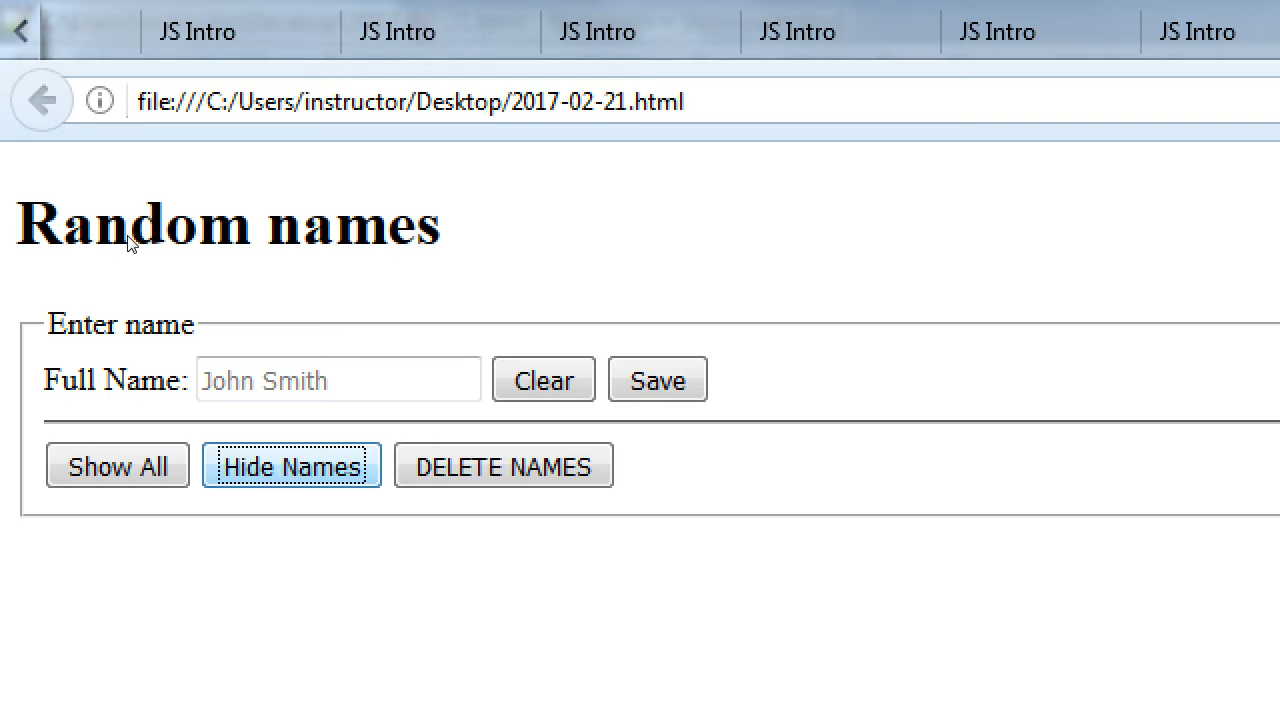 JS Intro JS Intro JS Intro JS Intro JS Intro JS Intro
file:///C:/Users/instructor/Desktop/2017-02-21.html
Random names
Enter name
Full Name: John Smith Clear Save
Show All Hide Names DELETE NAMES